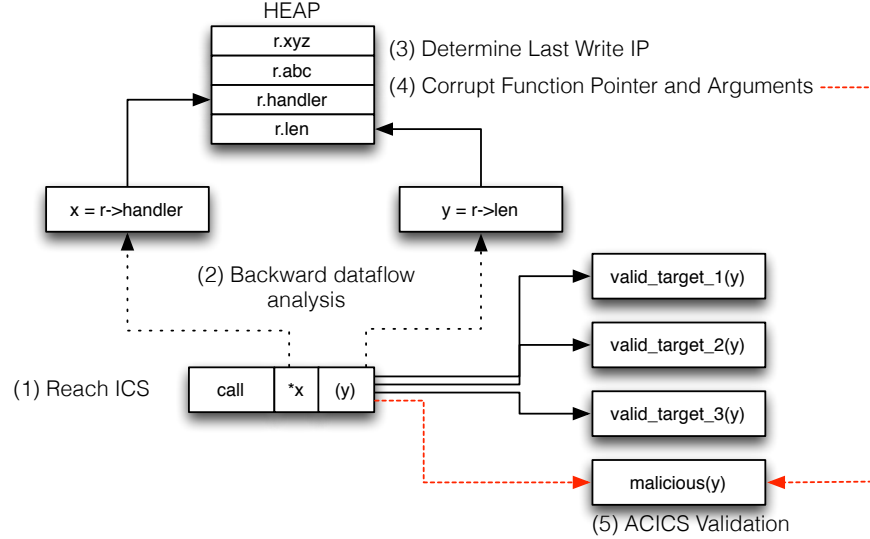 HEAP
r.xyz
r.abc
r.handler
r.len
(3) Determine Last Write IP
(4) Corrupt Function Pointer and Arguments
x = r->handler
y = r->len
(2) Backward dataflow
analysis
valid_target_1(y)
valid_target_2(y)
(1) Reach ICS
call
*x
(y)
valid_target_3(y)
malicious(y)
(5) ACICS Validation